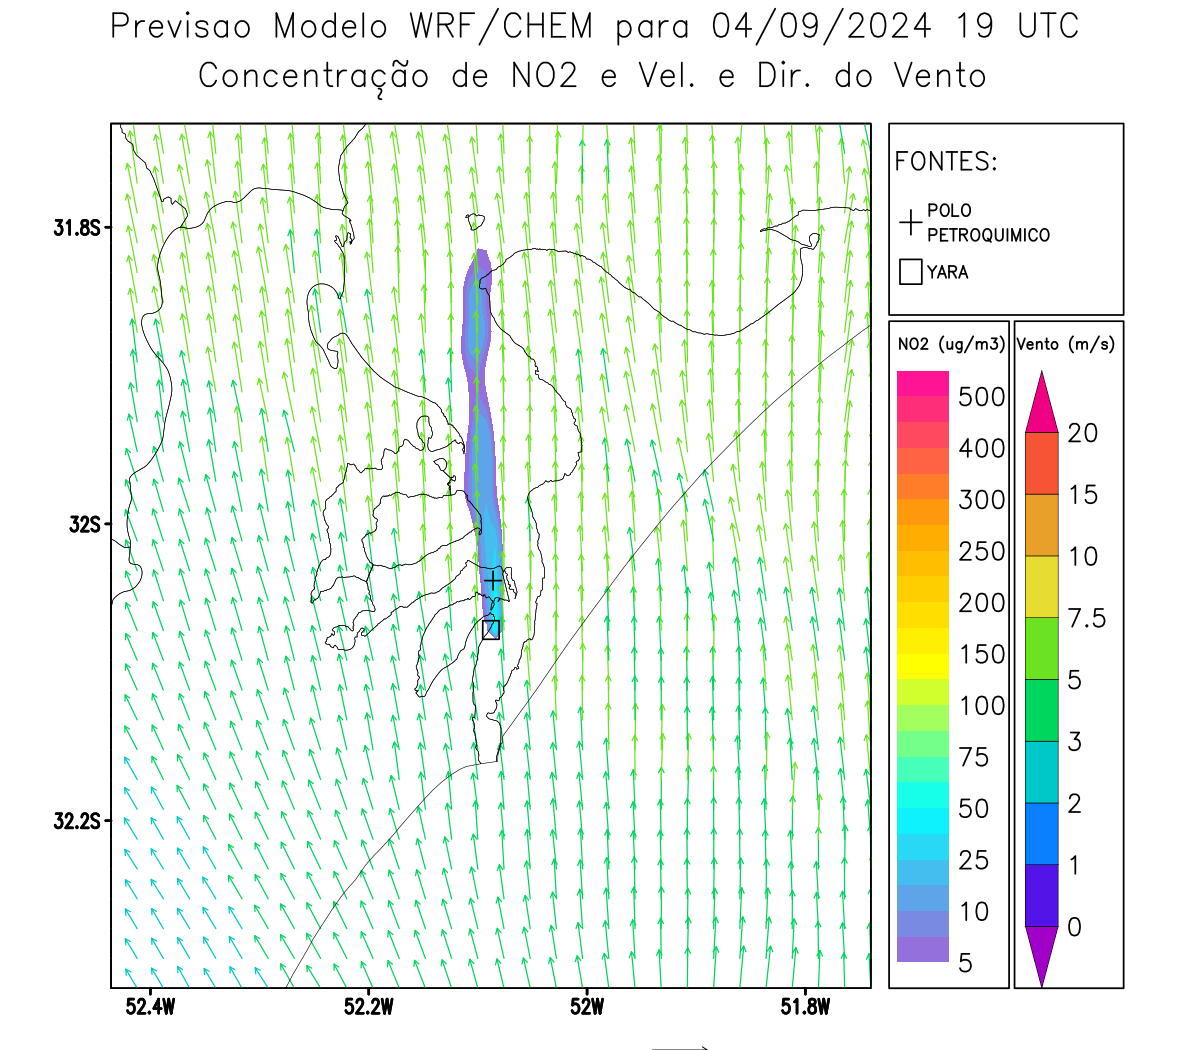 Previsao Modelo WRF/CHEM para 04/09/2024 19 UTC
Concentração de NO2 e Vel. e Dir. do Vento
FONTES:
POLO
PETROQUIMICO
YARA
31.8S
32S
32.2S
52.4W
52.2W
52W
51.8W
NO2 (ug/m3)
500
400
300
250
200
150
100
75
50
25
10
5
Vento (m/s)
20
15
10
7.5
5
3
2
1
0